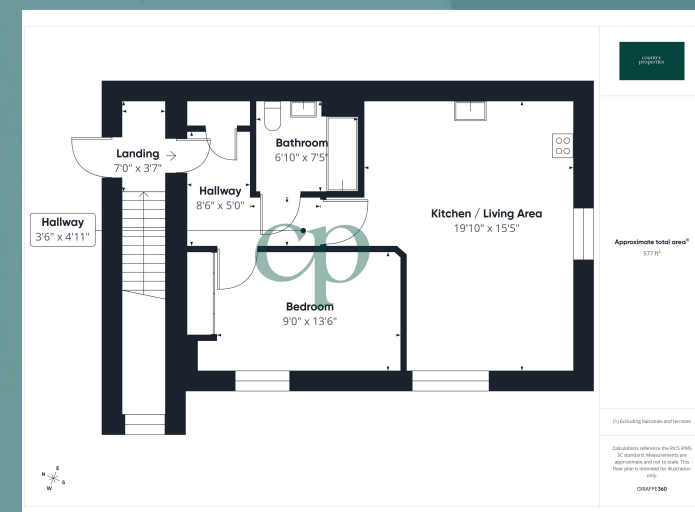 country
properties
Landing
7'0" x 3'7"
Bathroom
6'10" x 7'5"
Hallway
8'6" x 5'0"
Hallway
3'6" x 4'11"
Kitchen / Living Area
19'10" x 15'5"
cp
Bedroom
9'0" x 13'6"
Approximate total area⁽¹⁾
577 ft²
(1) Excluding balconies and terraces
Calculations reference the RICS IPMS
3C standard. Measurements are
approximate and not to scale. This
floor plan is intended for illustration
only.
GIRAFFE360
N E
S
W